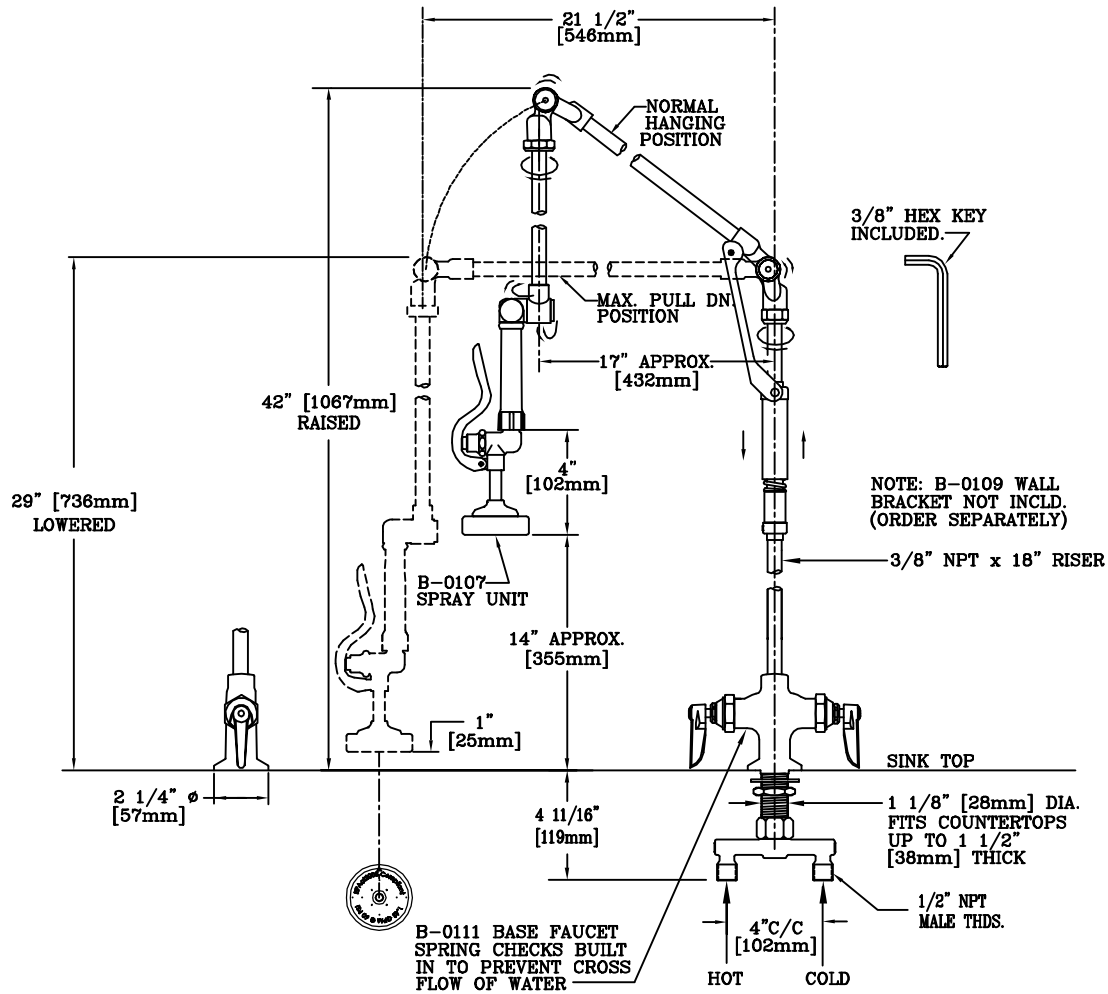 21 1/2"
[546mm]
NORMAL
HANGING
POSITION
3/8" HEX KEY
INCLUDED.
MAX. PULL DN.
POSITION
17" APPROX.
[432mm]
42" [1067mm]
RAISED
4"
[102mm]
29" [736mm]
LOWERED
NOTE: B-0109 WALL
BRACKET NOT INCLD.
(ORDER SEPARATELY)
3/8" NPT x 18" RISER
B-0107
SPRAY UNIT
14" APPROX.
[355mm]
1"
[25mm]
SINK TOP
2 1/4" ø
[57mm]
4 11/16"
[119mm]
1 1/8" [28mm] DIA.
FITS COUNTERTOPS
UP TO 1 1/2"
[38mm] THICK
1/2" NPT
MALE THDS.
4"C/C
[102mm]
B-0111 BASE FAUCET
SPRING CHECKS BUILT
IN TO PREVENT CROSS
FLOW OF WATER
HOT
COLD